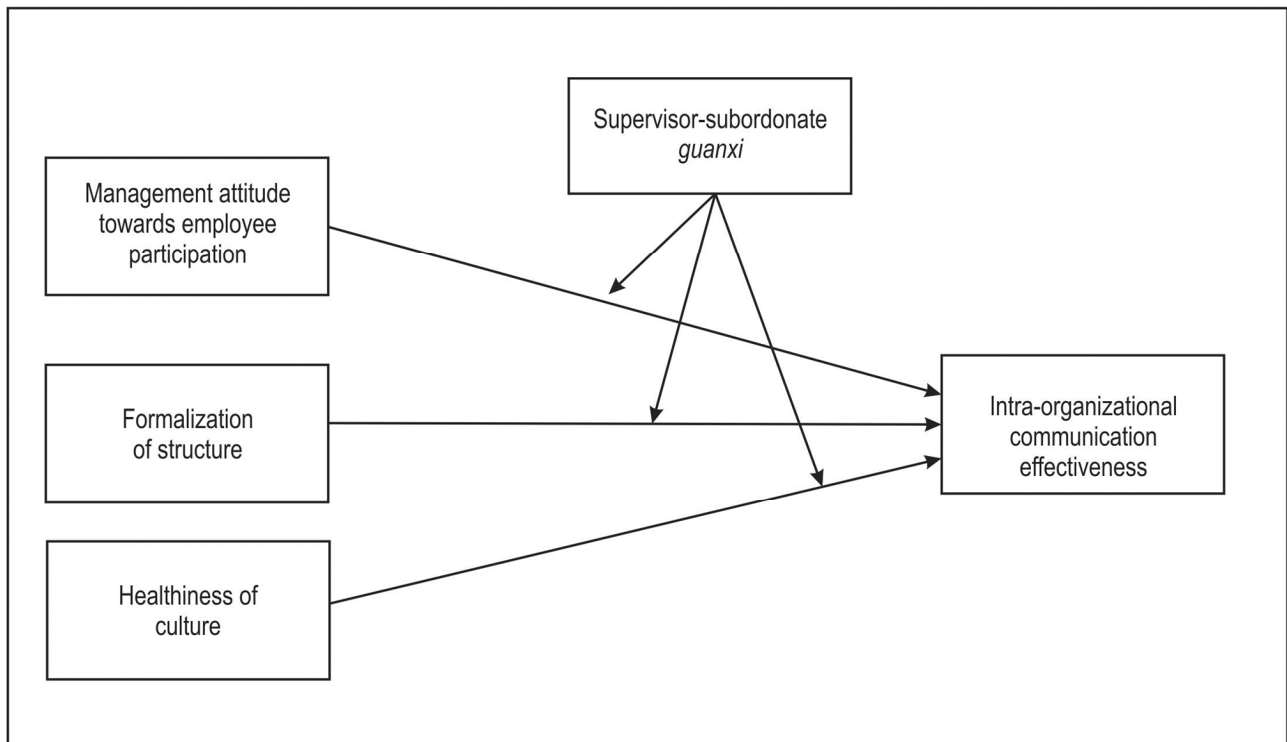 Supervisor-subordonate
guanxi
Management attitude
towards employee
participation
Formalization
of structure
Intra-organizational
communication
effectiveness
Healthiness of
culture